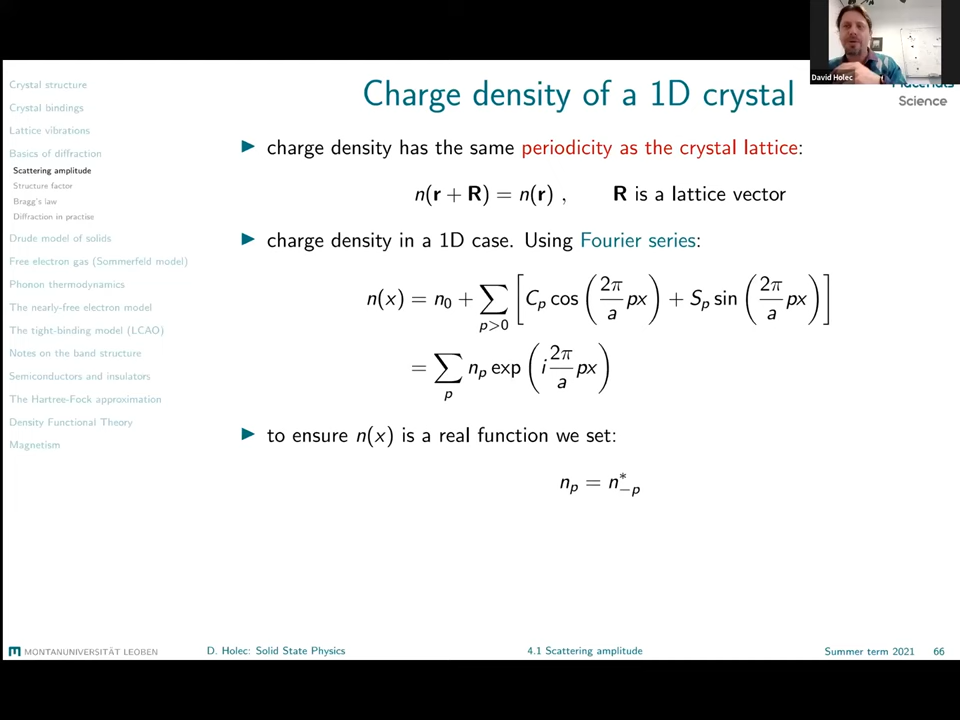 David Holec
Science
Crystal structure
Crystal bindings
Lattice vibrations
Basics of diffraction
Scattering amplitude
Structure factor
Bragg's law
Diffraction in practise
Drude model of solids
Free electron gas (Sommerfeld model)
Phonon thermodynamics
The nearly-free electron model
The tight-binding model (LCAO)
Notes on the band structure
Semiconductors and insulators
The Hartree-Fock approximation
Density Functional Theory
Magnetism
Charge density of a 1D crystal
▶ charge density has the same periodicity as the crystal lattice:
n(r + R) = n(r) , R is a lattice vector
▶ charge density in a 1D case. Using Fourier series:
n(x) = n₀ + ∑_{p>0} [ C_p cos ( 2π/a px ) + S_p sin ( 2π/a px ) ]
= ∑_p n_p exp ( i 2π/a px )
▶ to ensure n(x) is a real function we set:
n_p = n*_{−p}
MONTANUNIVERSITÄT LEOBEN
D. Holec: Solid State Physics
4.1 Scattering amplitude
Summer term 2021 66